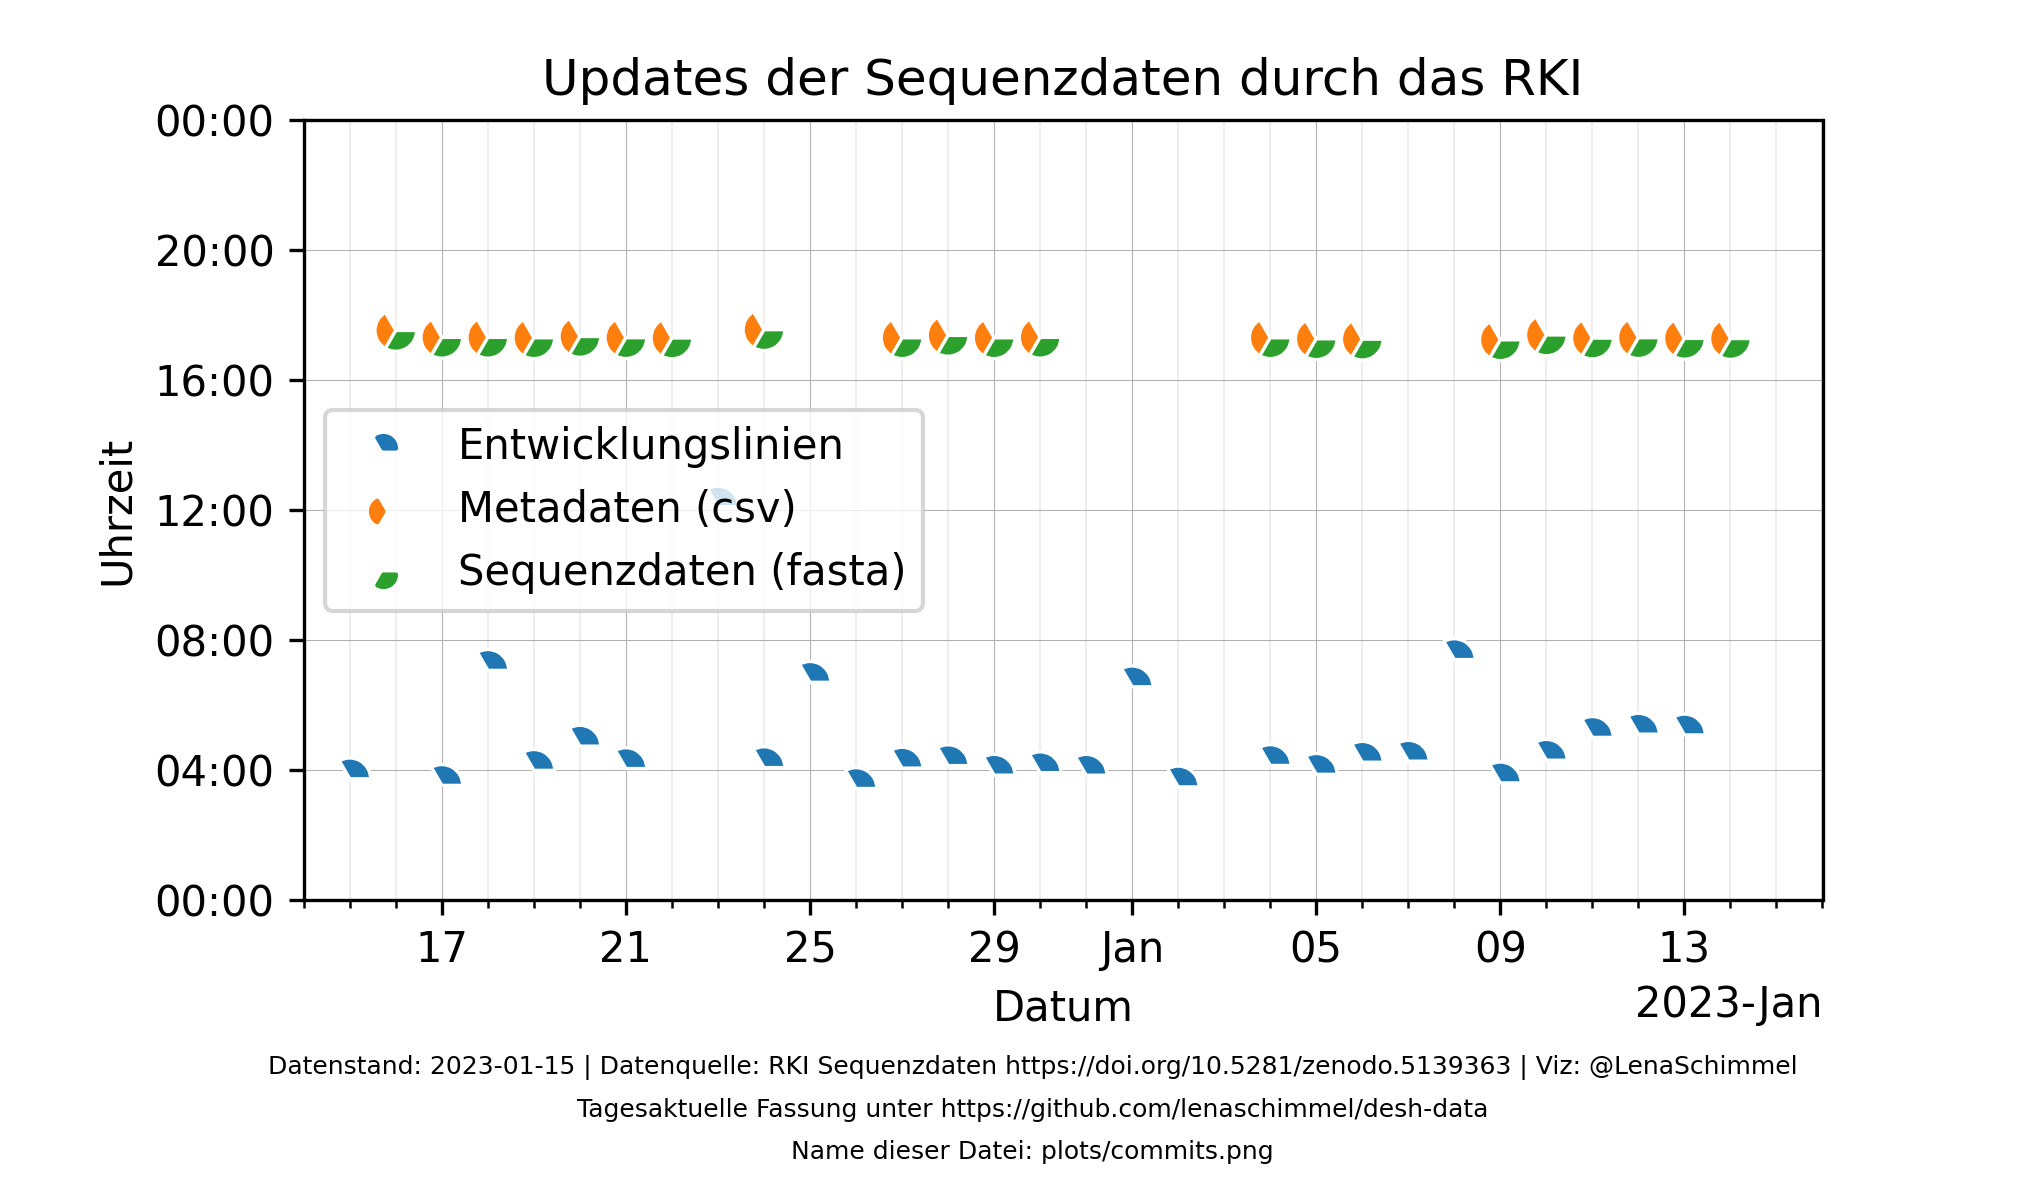 Updates der Sequenzdaten durch das RKI
00:00
20:00
16:00
12:00
08:00
04:00
00:00
Uhrzeit
Entwicklungslinien
Metadaten (csv)
Sequenzdaten (fasta)
17 21 25 29 Jan 05 09 13
Datum
2023-Jan
Datenstand: 2023-01-15 | Datenquelle: RKI Sequenzdaten https://doi.org/10.5281/zenodo.5139363 | Viz: @LenaSchimmel
Tagesaktuelle Fassung unter https://github.com/lenaschimmel/desh-data
Name dieser Datei: plots/commits.png